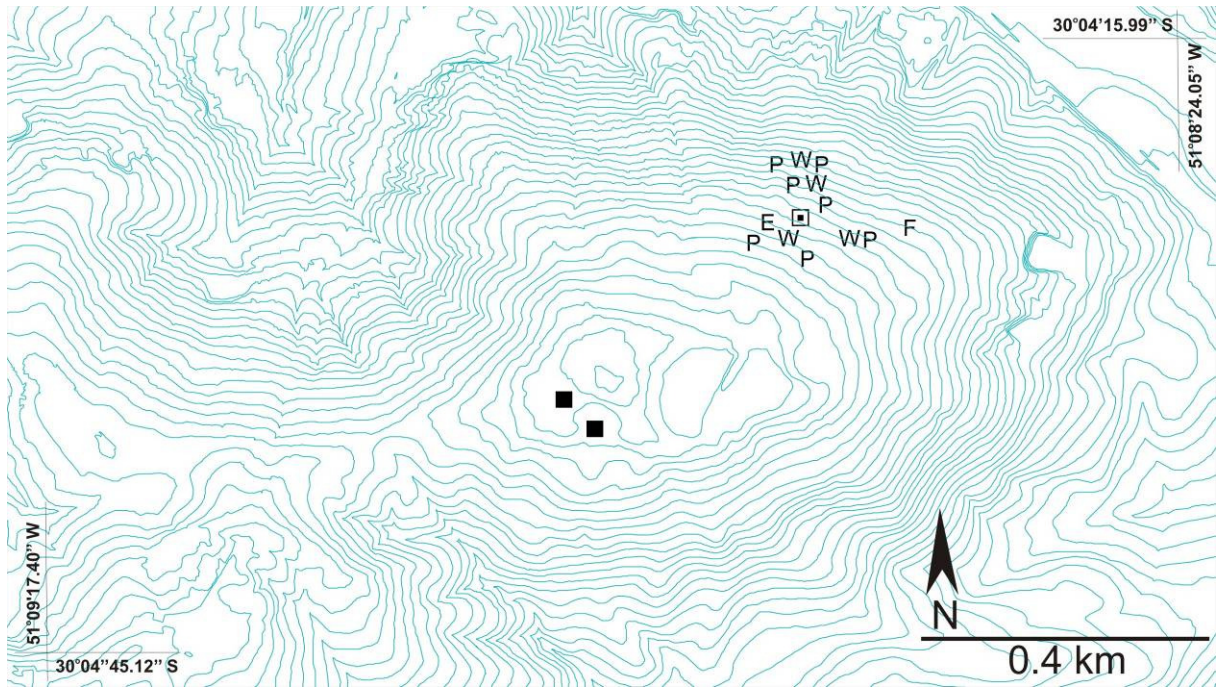 30°04'15.99" S
51°08'24.05" W
P W P
P W
P
E
F
P W W P
P
51°09'17.40" W
30°04'45.12" S
N
0.4 km